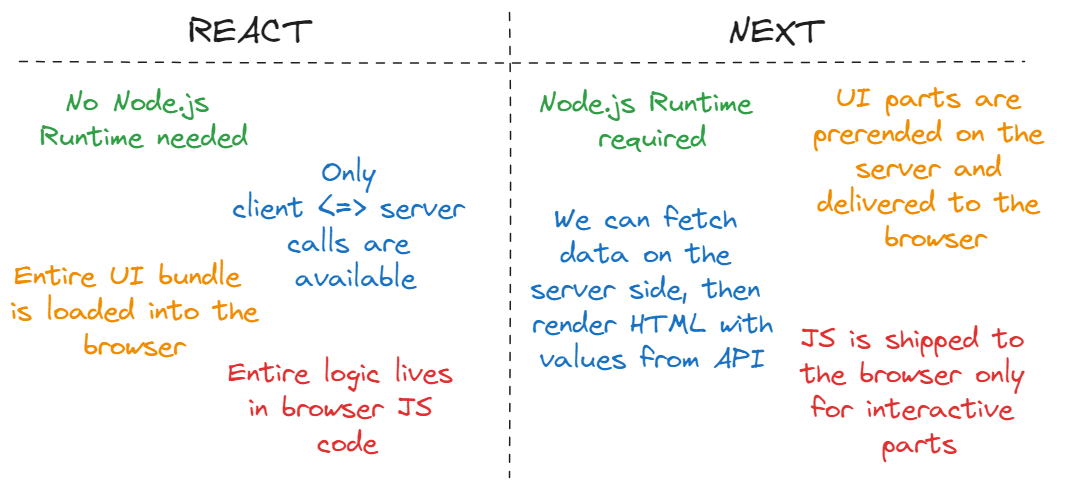 REACT
No Node.js
Runtime needed
Only
client <=> server
calls are
available
Entire UI bundle
is loaded into the
browser
Entire logic lives
in browser JS
code
NEXT
Node.js Runtime
required
UI parts are
prerended on the
server and
delivered to the
browser
We can fetch
data on the
server side, then
render HTML with
values from API
JS is shipped to
the browser only
for interactive
parts